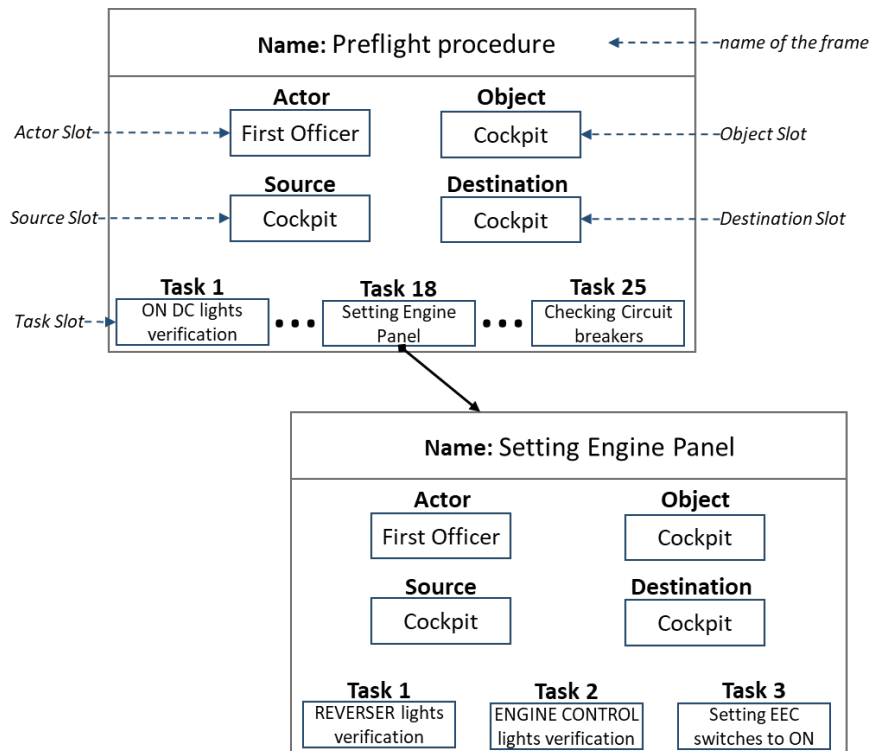 Name: Preflight procedure
name of the frame
Actor
Object
Actor Slot
First Officer
Cockpit
Object Slot
Source
Destination
Source Slot
Cockpit
Cockpit
Destination Slot
Task 1
Task 18
Task 25
Task Slot
ON DC lights
verification
•••
Setting Engine
Panel
•••
Checking Circuit
breakers
Name: Setting Engine Panel
Actor
Object
First Officer
Cockpit
Source
Destination
Cockpit
Cockpit
Task 1
Task 2
Task 3
REVERSER lights
verification
ENGINE CONTROL
lights verification
Setting EEC
switches to ON